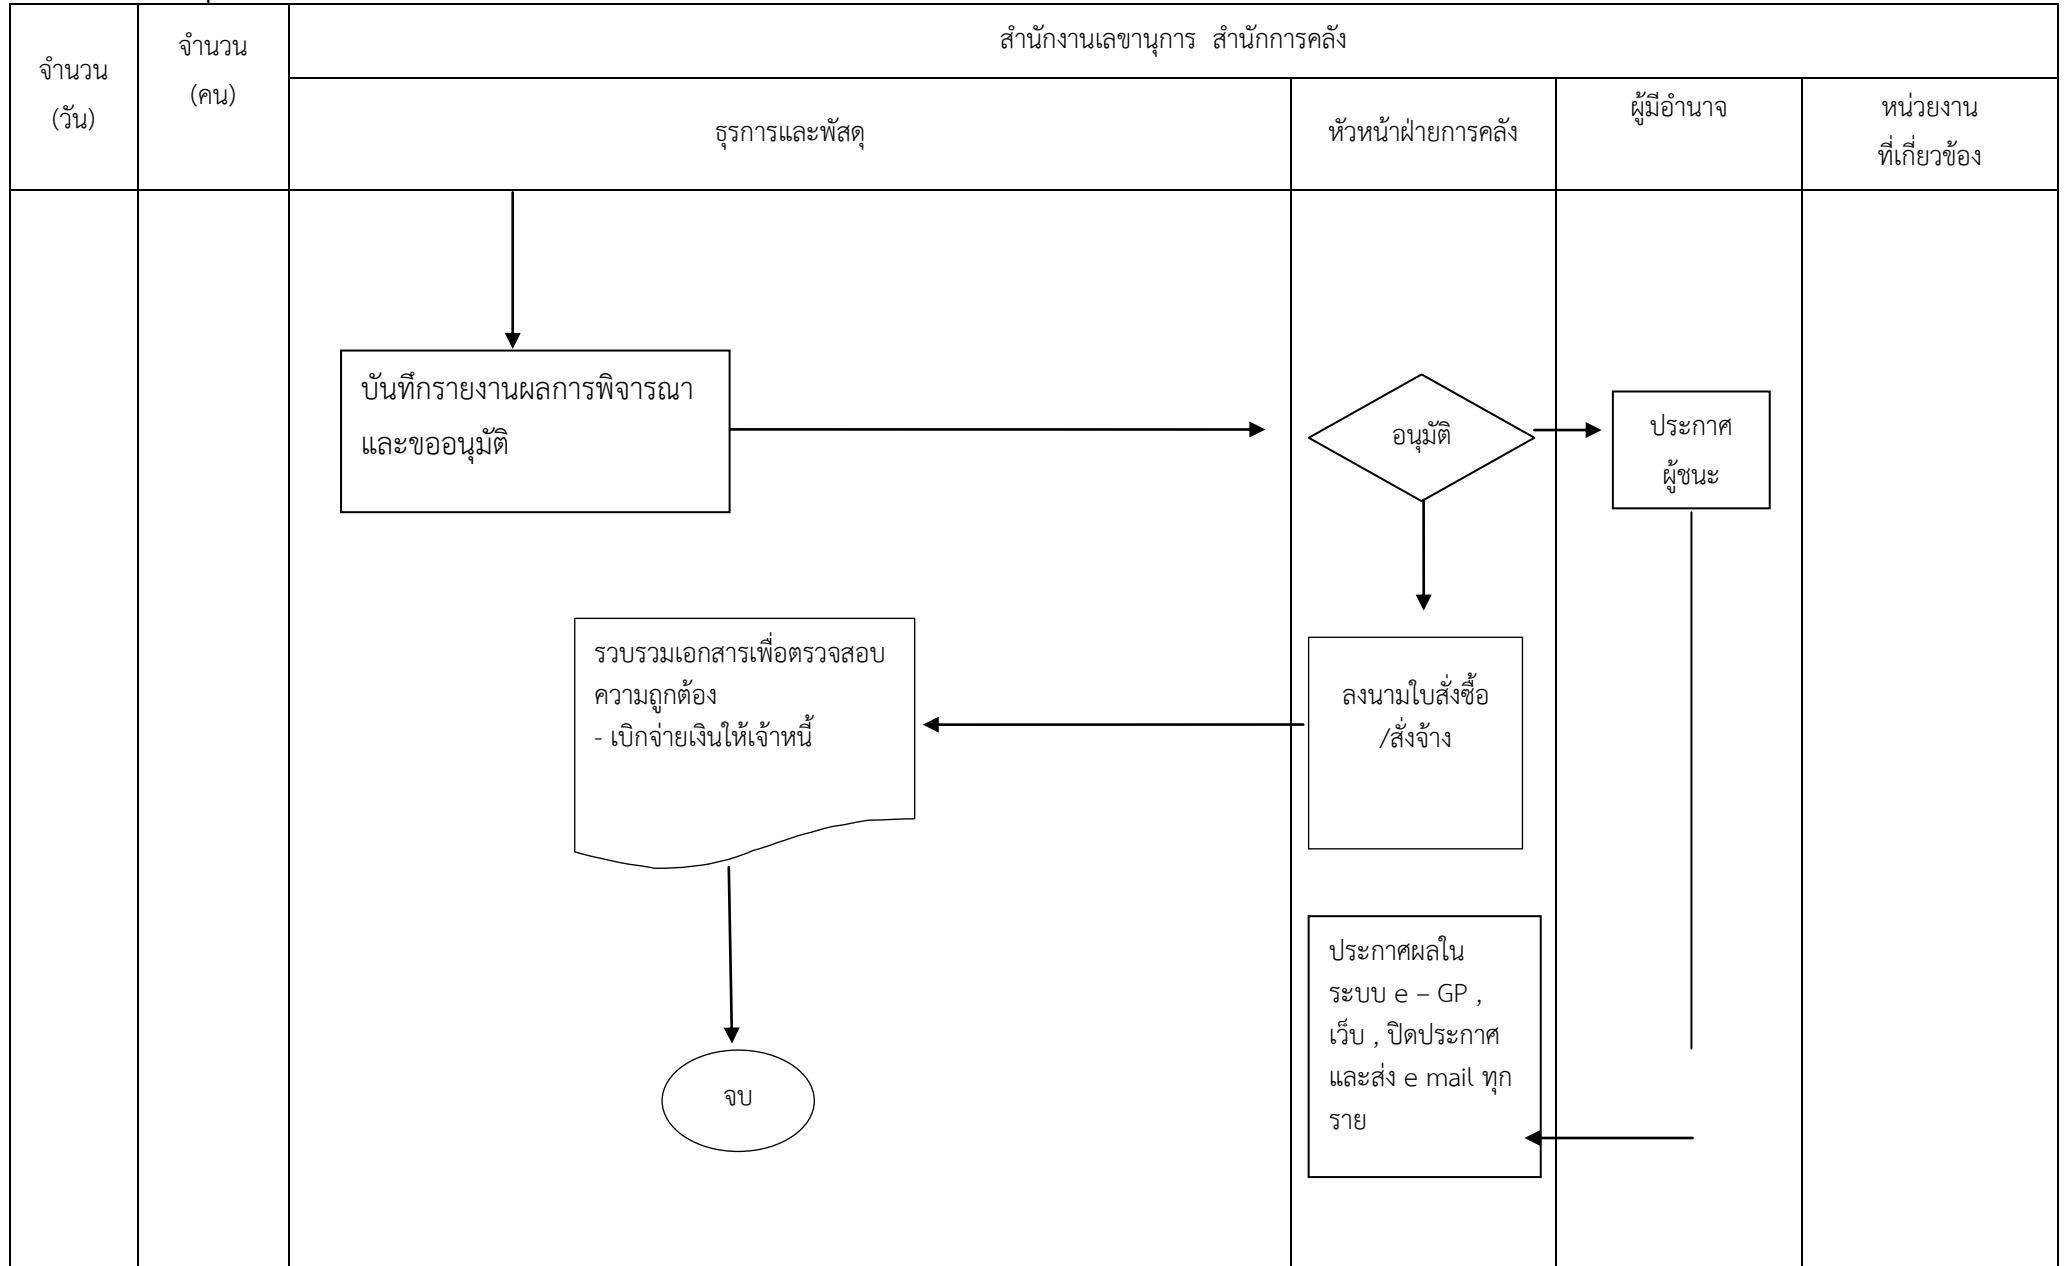 จำนวน
(วัน)
จำนวน
(คน)
สำนักงานเลขานุการ สำนักการคลัง
ธุรการและพัสดุ
หัวหน้าฝ่ายการคลัง
ผู้มีอำนาจ
หน่วยงาน
ที่เกี่ยวข้อง
บันทึกรายงานผลการพิจารณา
และขออนุมัติ
อนุมัติ
ประกาศ
ผู้ชนะ
รวบรวมเอกสารเพื่อตรวจสอบ
ความถูกต้อง
- เบิกจ่ายเงินให้เจ้าหนี้
ลงนามใบสั่งซื้อ
/สั่งจ้าง
ประกาศผลใน
ระบบ e – GP ,
เว็บ , ปิดประกาศ
และส่ง e mail ทุก
ราย
จบ